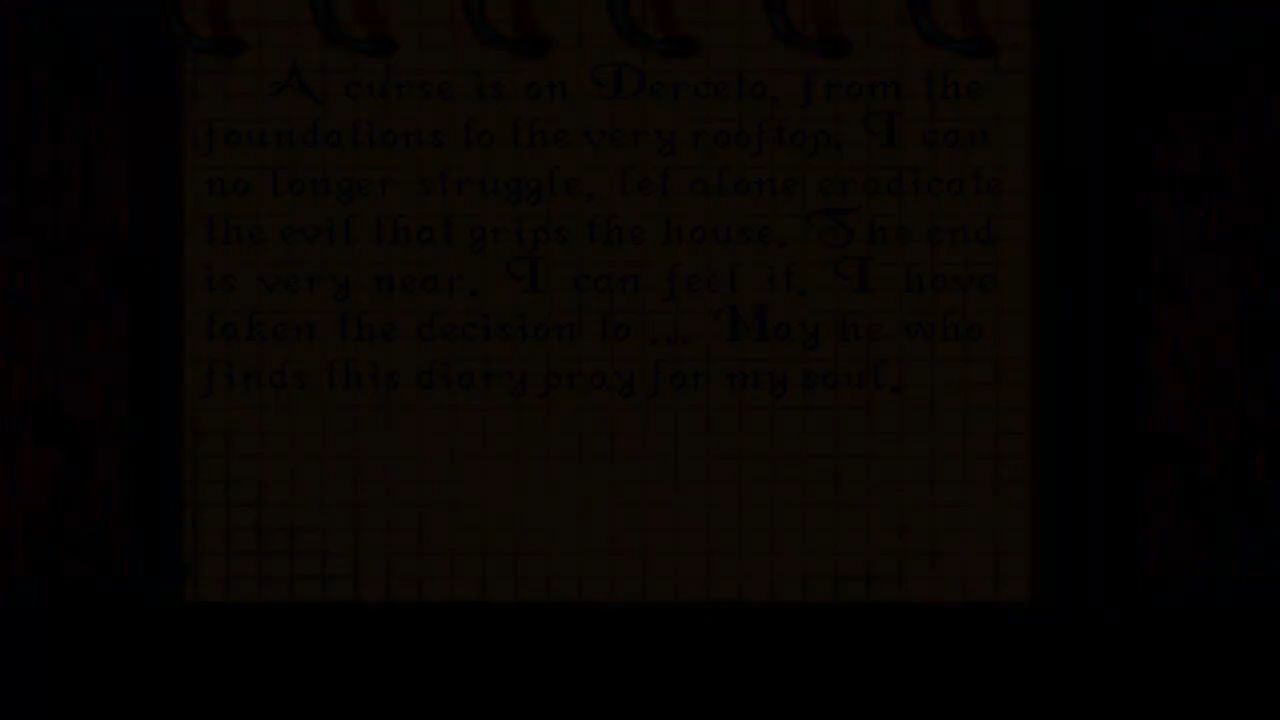 A curse is on Derceto, from the
foundations to the very rooftop. I can
no longer struggle, let alone eradicate
the evil that grips the house. The end
is very near. I can feel it. I have
taken the decision to ... May he who
finds this diary pray for my soul.